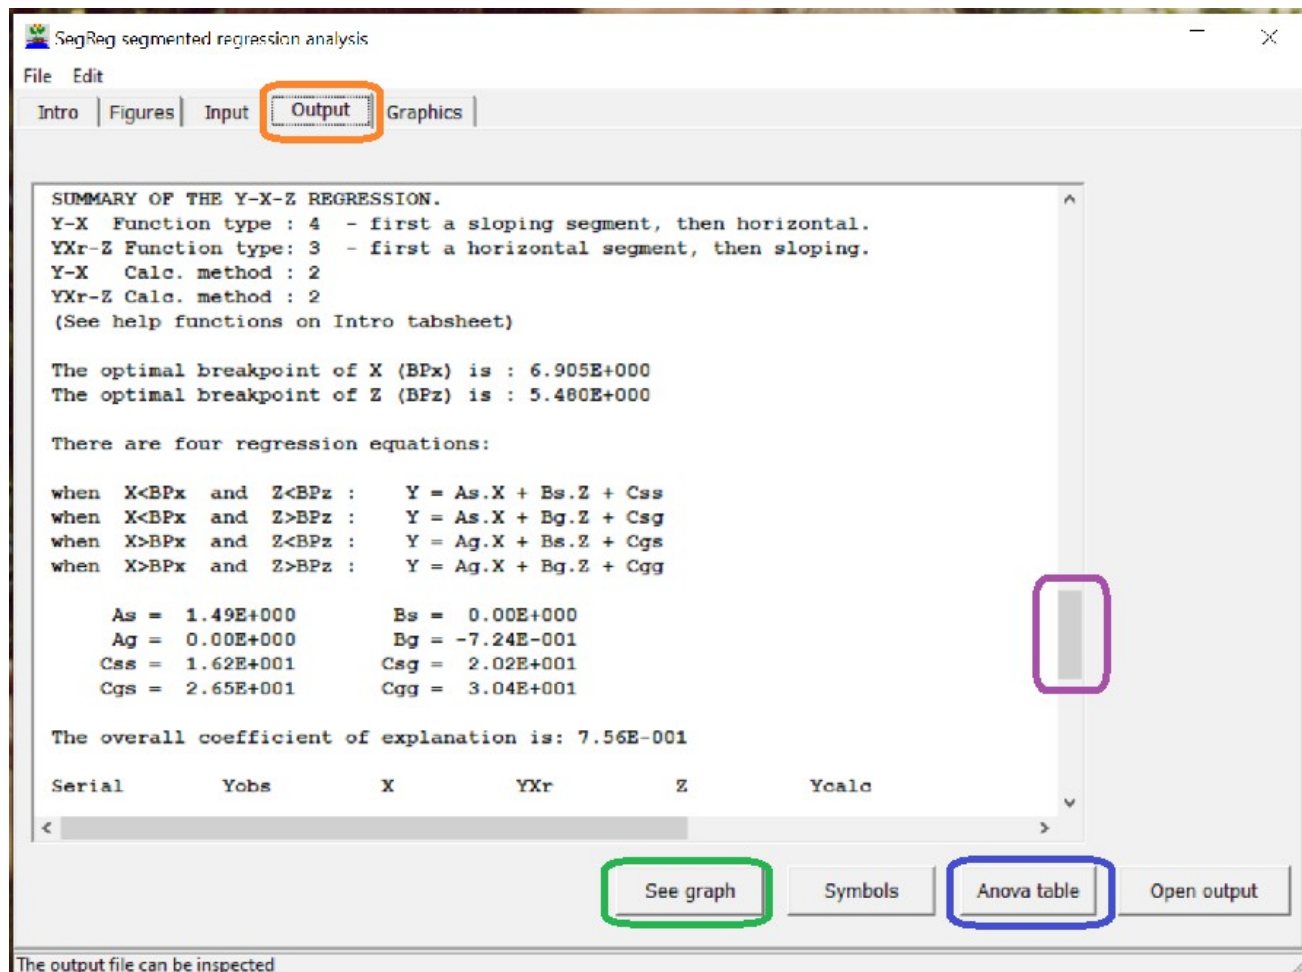 SegReg segmented regression analysis
File Edit
Intro Figures Input Output Graphics
SUMMARY OF THE Y-X-Z REGRESSION.
Y-X Function type : 4 - first a sloping segment, then horizontal.
YXr-Z Function type: 3 - first a horizontal segment, then sloping.
Y-X Calc. method : 2
YXr-Z Calc. method : 2
(See help functions on Intro tabsheet)
The optimal breakpoint of X (BPx) is : 6.905E+000
The optimal breakpoint of Z (BPz) is : 5.480E+000
There are four regression equations:
when X<BPx and Z<BPz : Y = As.X + Bs.Z + Css
when X<BPx and Z>BPz : Y = As.X + Bg.Z + Csg
when X>BPx and Z<BPz : Y = Ag.X + Bs.Z + Cgs
when X>BPx and Z>BPz : Y = Ag.X + Bg.Z + Cgg
As = 1.49E+000 Bs = 0.00E+000
Ag = 0.00E+000 Bg = -7.24E-001
Css = 1.62E+001 Csg = 2.02E+001
Cgs = 2.65E+001 Cgg = 3.04E+001
The overall coefficient of explanation is: 7.56E-001
Serial Yobs X YXr Z Ycalc
See graph Symbols Anova table Open output
The output file can be inspected